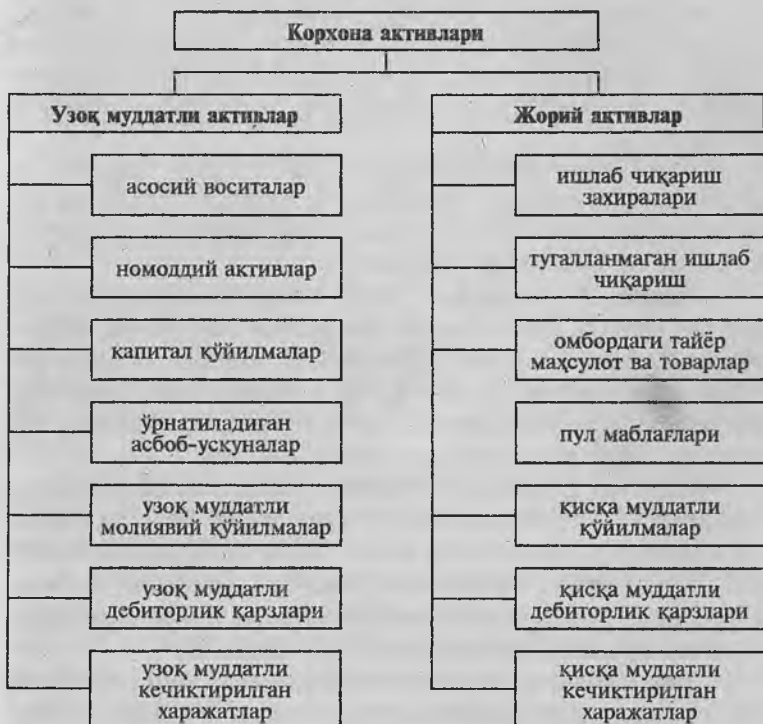 Корхона активлари
Узоқ муддатли активлар
асосий воситалар
номоддий активлар
капитал қўйилмалар
ўрнатиладиган
асбоб-ускуналар
узоқ муддатли
молиявий қўйилмалар
узоқ муддатли
дебиторлик қарзлари
узоқ муддатли
кечиктирилган
харажатлар
Жорий активлар
ишлаб чиқариш
захиралари
тугалланмаган ишлаб
чиқариш
омбордаги тайёр
маҳсулот ва товарлар
пул маблағлари
қисқа муддатли
қўйилмалар
қисқа муддатли
дебиторлик қарзлари
қисқа муддатли
кечиктирилган
харажатлар